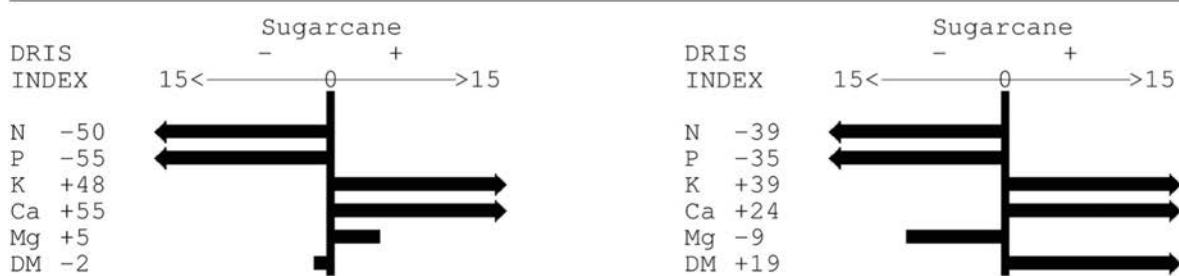 Sugarcane
DRIS − +
INDEX 15< 0 >15
N −50
P −55
K +48
Ca +55
Mg +5
DM −2
Sugarcane
DRIS − +
INDEX 15< 0 >15
N −39
P −35
K +39
Ca +24
Mg −9
DM +19